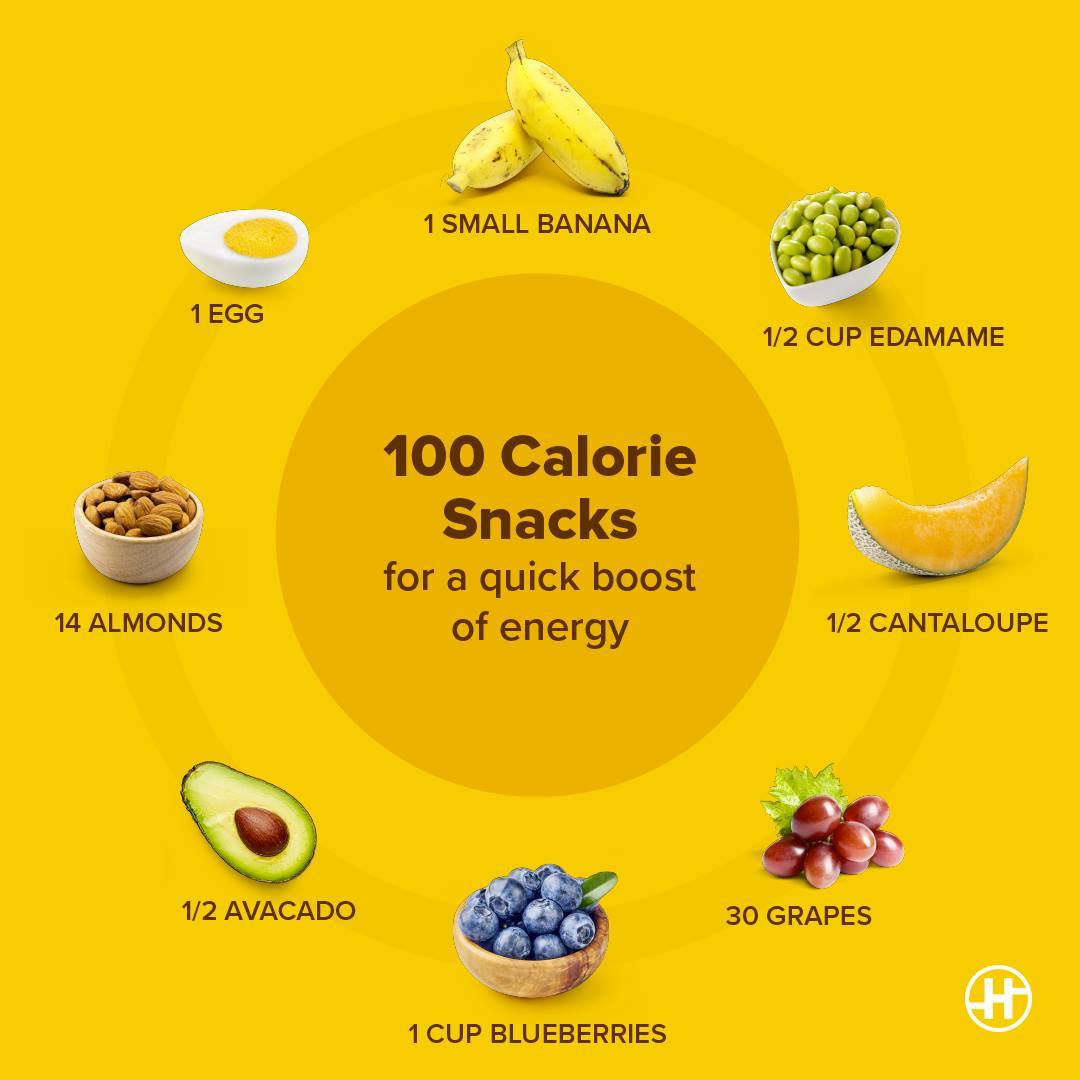 100 Calorie
Snacks
for a quick boost
of energy
1 SMALL BANANA
1/2 CUP EDAMAME
1/2 CANTALOUPE
30 GRAPES
1 CUP BLUEBERRIES
1/2 AVACADO
14 ALMONDS
1 EGG
H